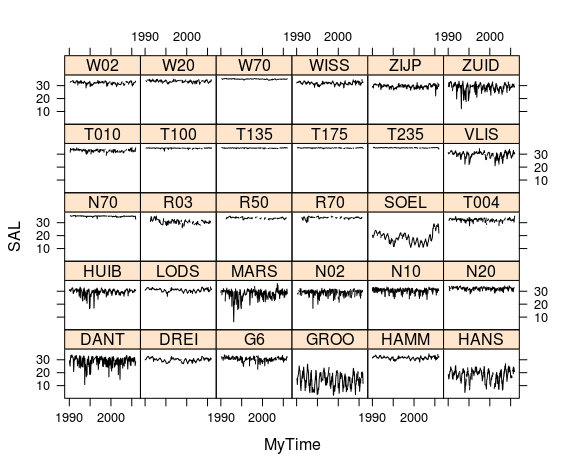 1990 2000 1990 2000
W02 W20 W70 WISS ZIJP ZUID
30
20
10
T010 T100 T135 T175 T235 VLIS
30
20
10
N70 R03 R50 R70 SOEL T004
30
20
10
SAL
HUIB LODS MARS N02 N10 N20
30
20
10
DANT DREI G6 GROO HAMM HANS
30
20
10
1990 2000 1990 2000 1990 2000
MyTime